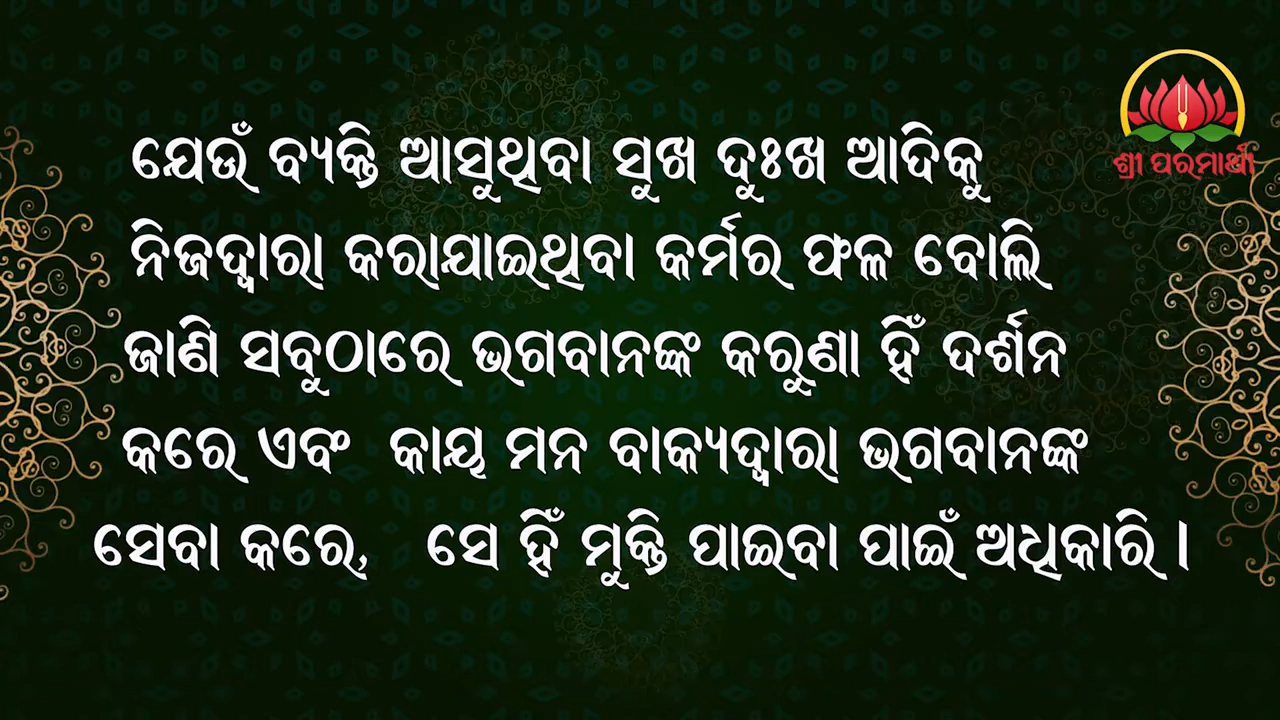 ଯେଉଁ ବ୍ୟକ୍ତି ଆସୁଥିବା ସୁଖ ଦୁଃଖ ଆଦିକୁ
ଶ୍ରୀ ପରମାର୍ଥୀ
ନିଜଦ୍ୱାରା କରାଯାଇଥିବା କର୍ମର ଫଳ ବୋଲି
ଜାଣି ସବୁଠାରେ ଭଗବାନଙ୍କ କରୁଣା ହିଁ ଦର୍ଶନ
କରେ ଏବଂ କାୟ ମନ ବାକ୍ୟଦ୍ୱାରା ଭଗବାନଙ୍କ
ସେବା କରେ, ସେ ହିଁ ମୁକ୍ତି ପାଇବା ପାଇଁ ଅଧିକାରି ।